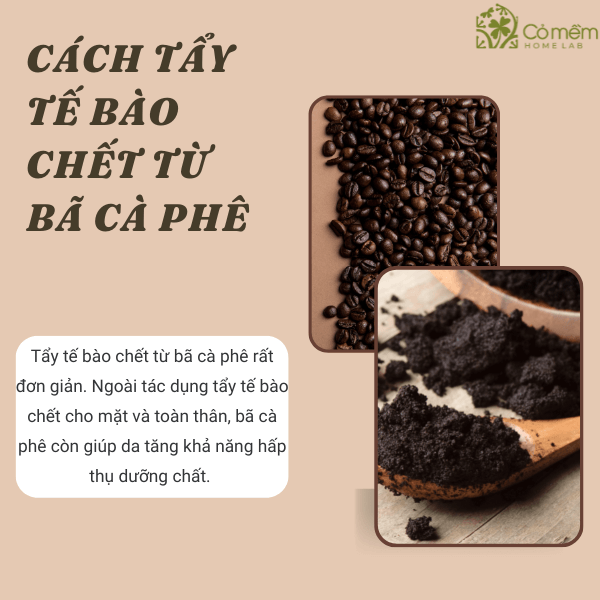 Cỏ mềm
HOME LAB
CÁCH TẨY
TẾ BÀO
CHẾT TỪ
BÃ CÀ PHÊ
Tẩy tế bào chết từ bã cà phê rất
đơn giản. Ngoài tác dụng tẩy tế bào
chết cho mặt và toàn thân, bã cà
phê còn giúp da tăng khả năng hấp
thụ dưỡng chất.